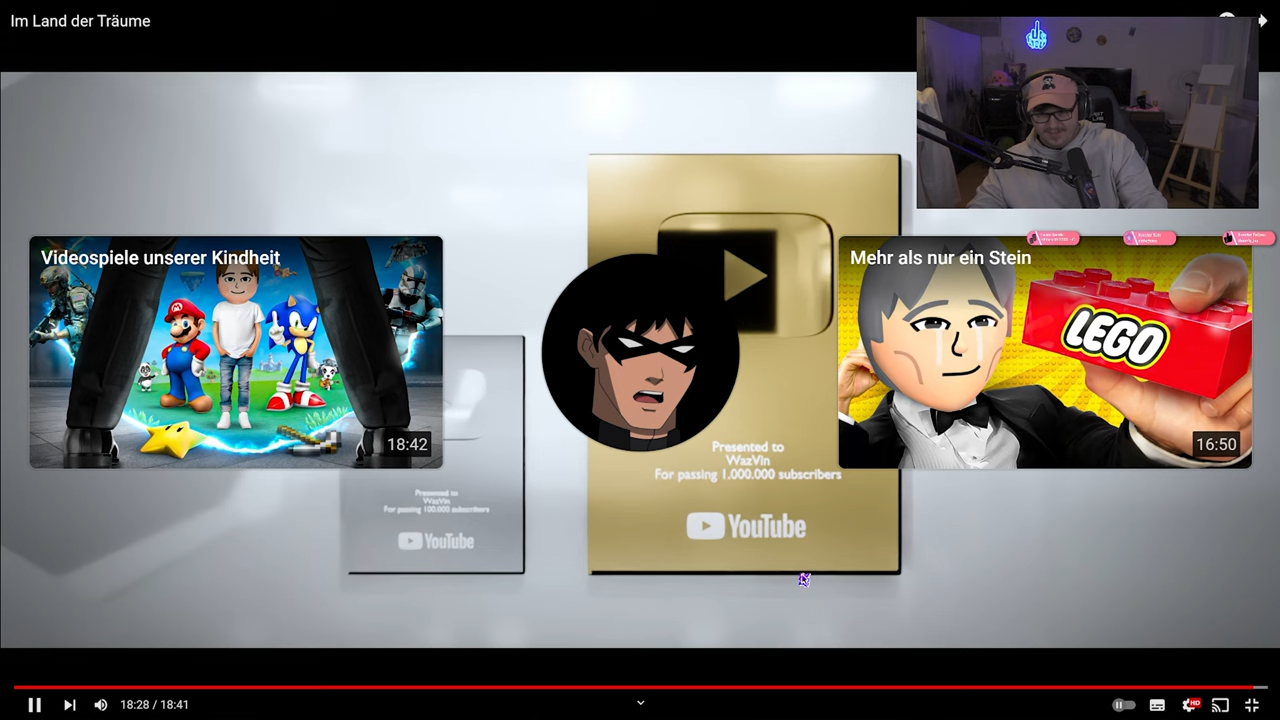 Im Land der Träume
Videospiele unserer Kindheit
18:42
Mehr als nur ein Stein
LEGO
16:50
Presented to
WazVin
For passing 100.000 subscribers
YouTube
Presented to
WazVin
For passing 1.000.000 subscribers
YouTube
18:28 / 18:41
HD